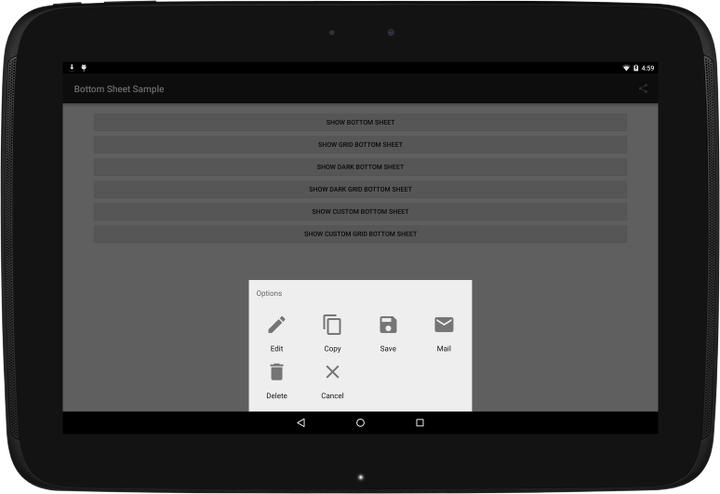 4:59
Bottom Sheet Sample
SHOW BOTTOM SHEET
SHOW GRID BOTTOM SHEET
SHOW DARK BOTTOM SHEET
SHOW DARK GRID BOTTOM SHEET
SHOW CUSTOM BOTTOM SHEET
SHOW CUSTOM GRID BOTTOM SHEET
Options
Edit Copy Save Mail
Delete Cancel